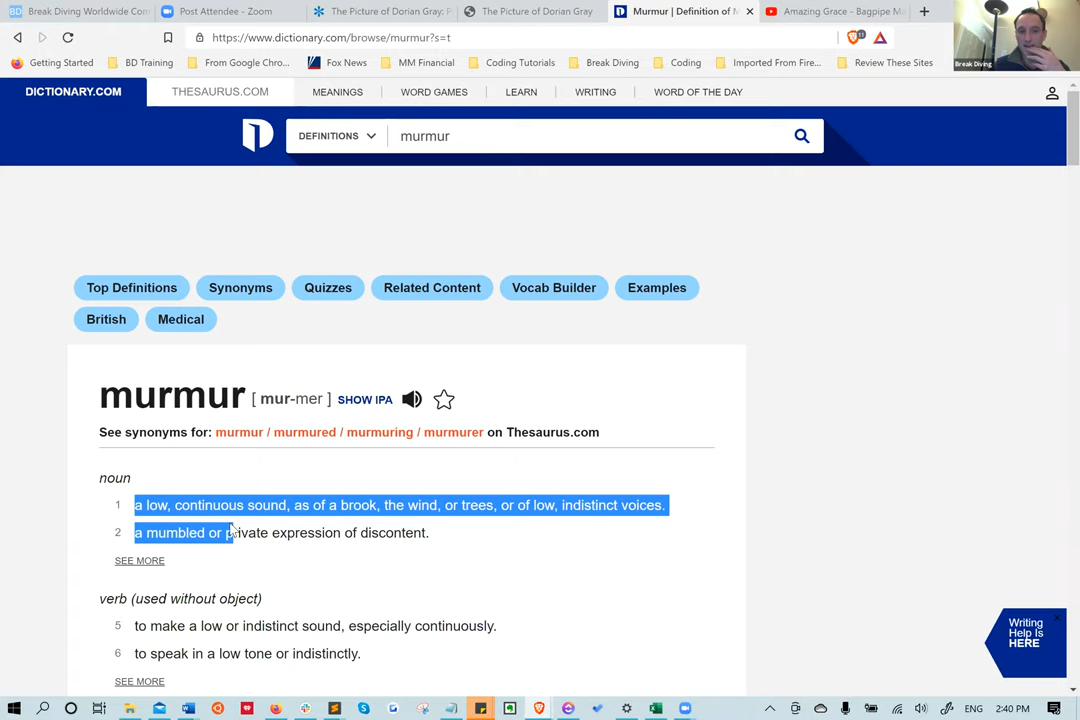 Break Diving Worldwide Con
Post Attendee - Zoom
The Picture of Dorian Gray: P
The Picture of Dorian Gray
Murmur | Definition of M
Amazing Grace - Bagpipe Ma
https://www.dictionary.com/browse/murmur?s=t
11
Break Diving
Getting Started
BD Training
From Google Chro...
Fox News
MM Financial
Coding Tutorials
Break Diving
Coding
Imported From Fire...
Review These Sites
DICTIONARY.COM
THESAURUS.COM
MEANINGS
WORD GAMES
LEARN
WRITING
WORD OF THE DAY
DEFINITIONS
murmur
Top Definitions
Synonyms
Quizzes
Related Content
Vocab Builder
Examples
British
Medical
murmur [ mur-mer ] SHOW IPA
See synonyms for: murmur / murmured / murmuring / murmurer on Thesaurus.com
noun
1 a low, continuous sound, as of a brook, the wind, or trees, or of low, indistinct voices.
2 a mumbled or private expression of discontent.
SEE MORE
verb (used without object)
5 to make a low or indistinct sound, especially continuously.
6 to speak in a low tone or indistinctly.
SEE MORE
Writing
Help Is
HERE
ENG
2:40 PM